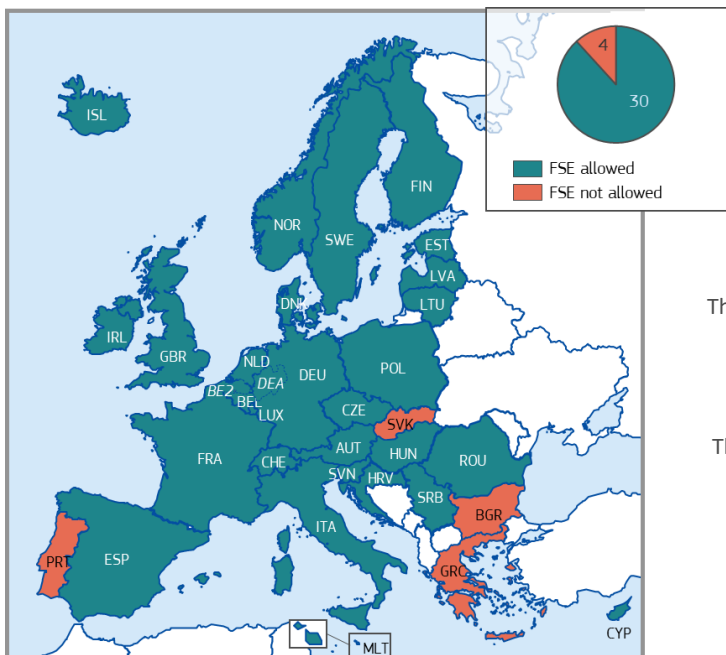 4
30
FSE allowed
FSE not allowed
ISL
FIN
NOR
SWE
EST
LVA
DNK
LTU
Th
IRL
GBR
NLD
POL
BE2
DEA
DEU
BEL
CZE
LUX
SVK
Th
AUT
HUN
FRA
CHE
ROU
SVN
HRV
SRB
BGR
ITA
PRT
ESP
GRC
CYP
MLT